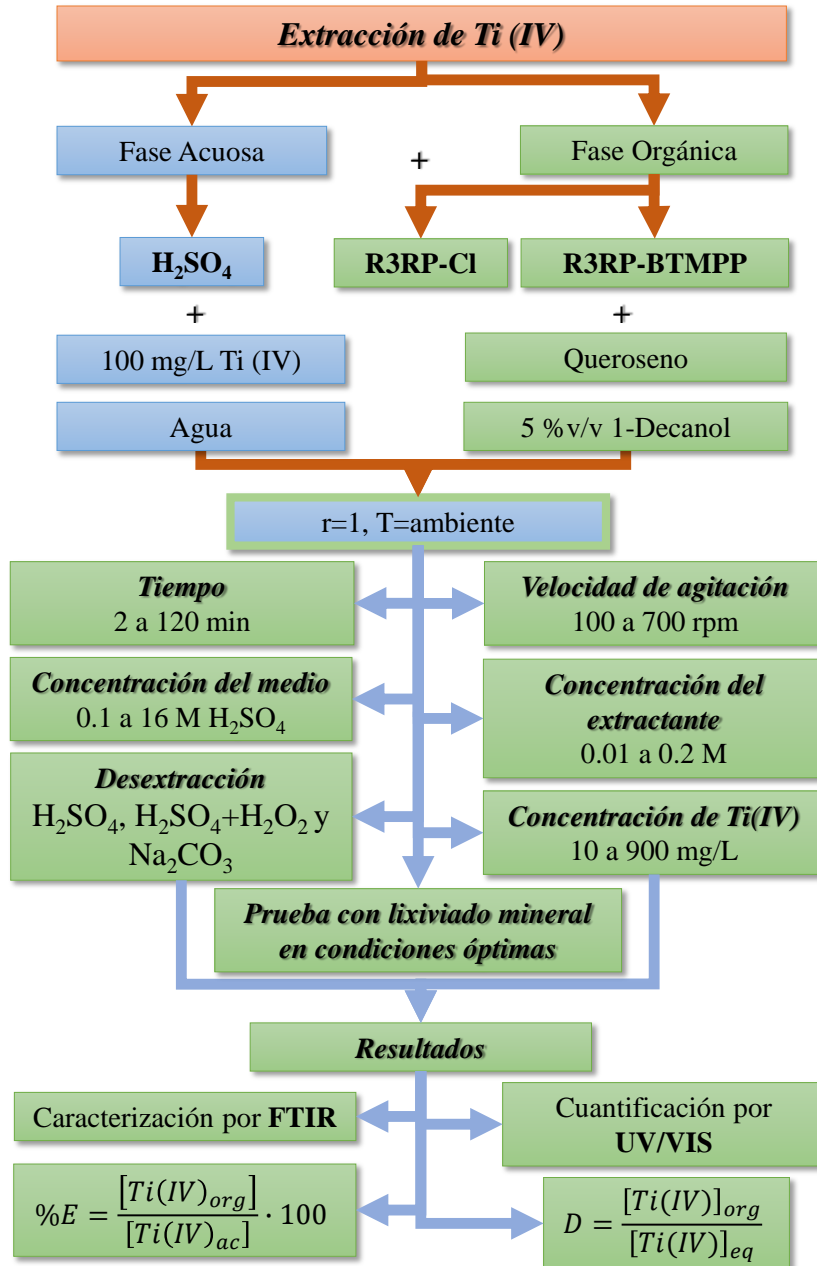 Extracción de Ti (IV)
Fase Acuosa
+
Fase Orgánica
H₂SO₄
R3RP-Cl
R3RP-BTMPP
+
+
100 mg/L Ti (IV)
Queroseno
Agua
5 %v/v 1-Decanol
r=1, T=ambiente
Tiempo
2 a 120 min
Velocidad de agitación
100 a 700 rpm
Concentración del medio
0.1 a 16 M H₂SO₄
Concentración del
extractante
0.01 a 0.2 M
Desextracción
H₂SO₄, H₂SO₄+H₂O₂ y
Na₂CO₃
Concentración de Ti(IV)
10 a 900 mg/L
Prueba con lixiviado mineral
en condiciones óptimas
Resultados
Caracterización por FTIR
Cuantificación por
UV/VIS
%E = [Ti(IV)org] / [Ti(IV)ac] · 100
D = [Ti(IV)]org / [Ti(IV)]eq